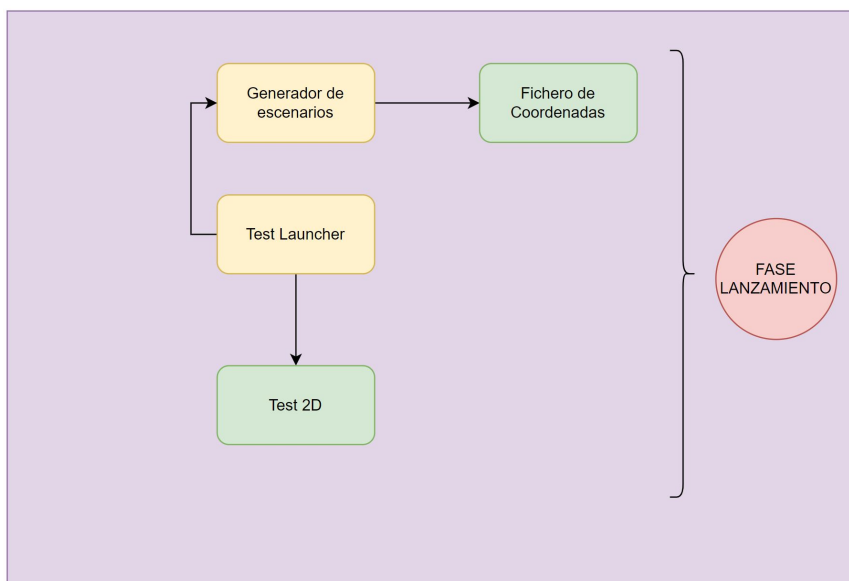 Generador de
escenarios
Fichero de
Coordenadas
Test Launcher
FASE
LANZAMIENTO
Test 2D